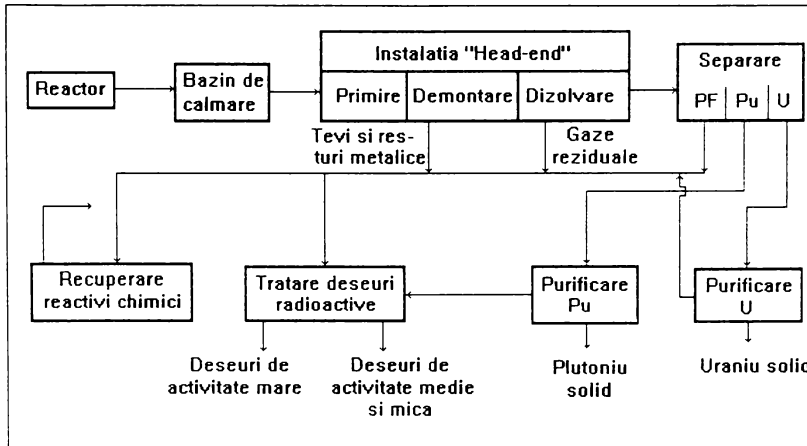 Instalatia "Head-end"
Reactor
Bazin de
calmare
Primire
Demontare
Dizolvare
Separare
PF
Pu
U
Tevi si res-
turi metalice
Gaze
reziduale
Recuperare
reactivi chimici
Tratare deseuri
radioactive
Purificare
Pu
Purificare
U
Deseuri de
activitate mare
Deseuri de
activitate medie
si mica
Plutoniu
solid
Uraniu solid